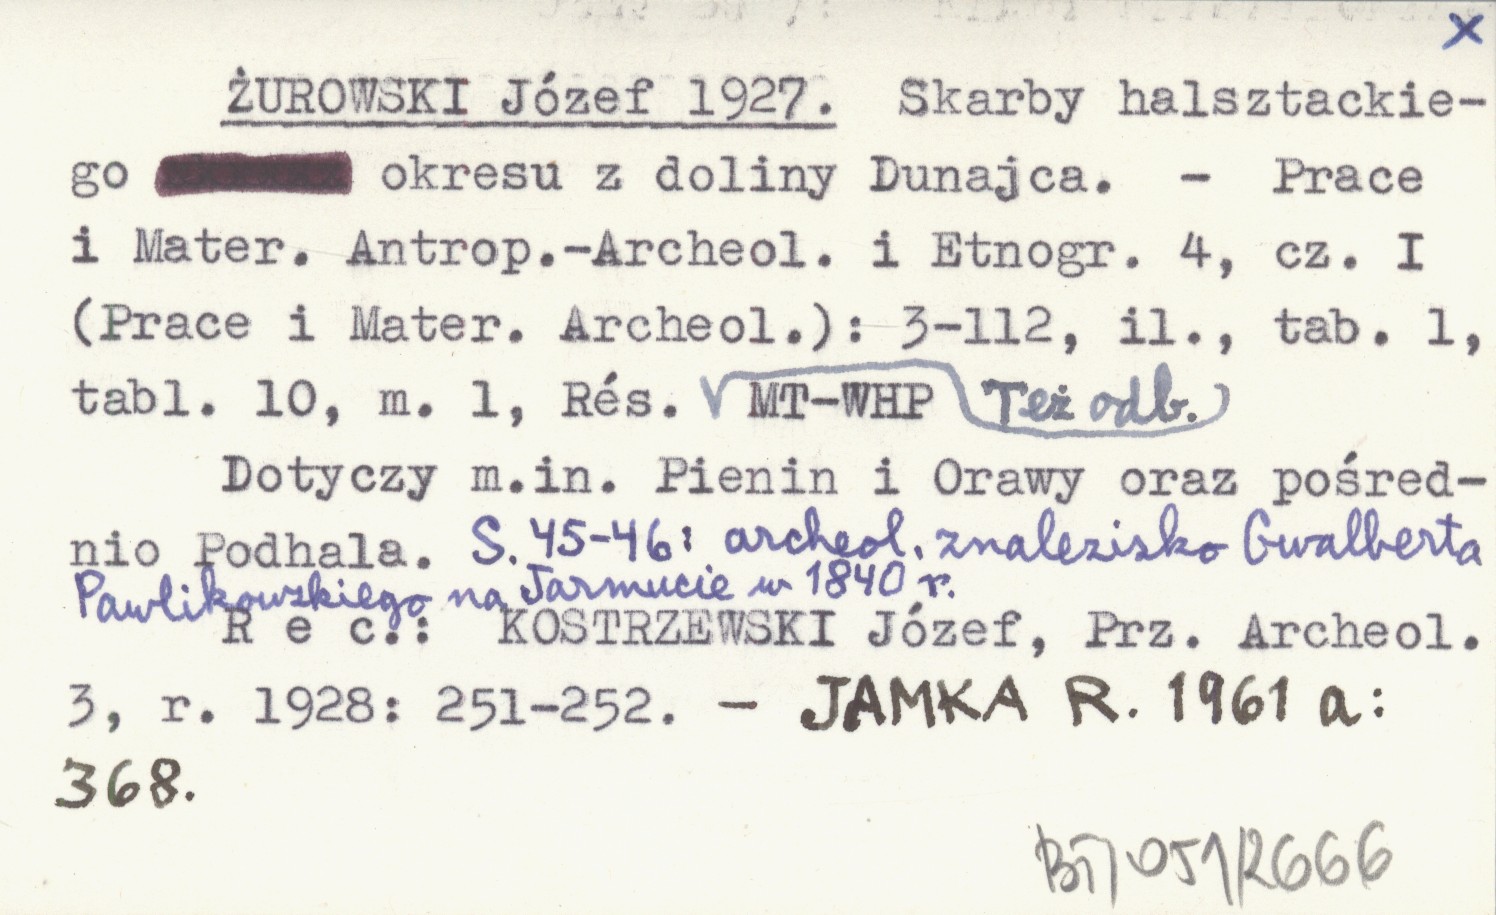 x
ŻUROWSKI Józef 1927. Skarby halsztackie-
go okresu z doliny Dunajca. - Prace
i Mater. Antrop.-Archeol. i Etnogr. 4, cz. I
(Prace i Mater. Archeol.): 3-112, il., tab. 1,
tabl. 10, m. 1, Rés. MT-WHP Też odb.)
Dotyczy m.in. Pienin i Orawy oraz pośred-
nio Podhala. S. 45-46: archeol. znalezisko Gwalberta
Pawlikowskiego na Jarmucie w 1840 r.
R e c.: KOSTRZEWSKI Józef, Prz. Archeol.
3, r. 1928: 251-252. - JAMKA R. 1961 a:
368.
051/2666